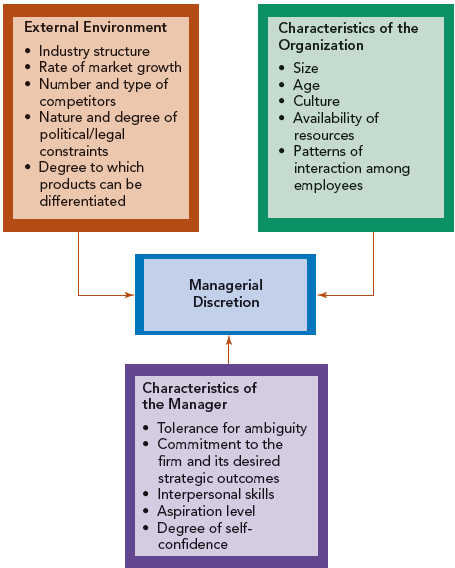 External Environment
• Industry structure
• Rate of market growth
• Number and type of
competitors
• Nature and degree of
political/legal
constraints
• Degree to which
products can be
differentiated
Characteristics of the
Organization
• Size
• Age
• Culture
• Availability of
resources
• Patterns of
interaction among
employees
Managerial
Discretion
Characteristics of
the Manager
• Tolerance for ambiguity
• Commitment to the
firm and its desired
strategic outcomes
• Interpersonal skills
• Aspiration level
• Degree of self-
confidence